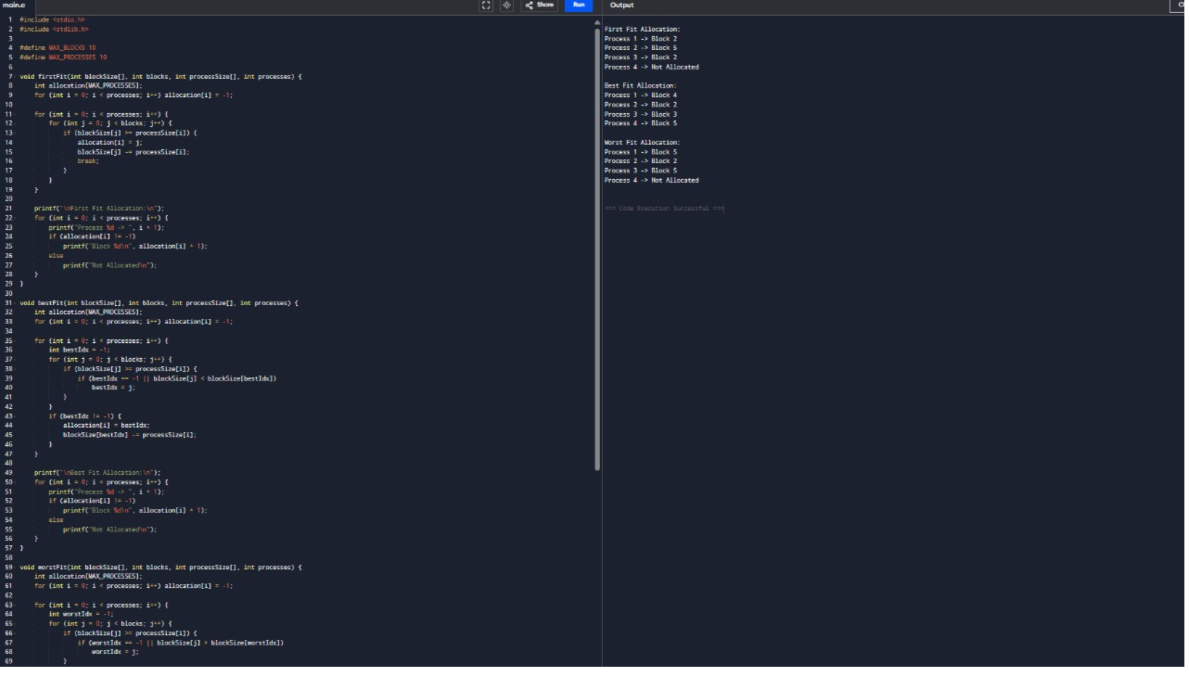 main.c
Share
Run
Output
1 #include <stdio.h>
2 #include <stdlib.h>
3
4 #define MAX_BLOCKS 10
5 #define MAX_PROCESSES 10
6
7 void firstFit(int blockSize[], int blocks, int processSize[], int processes) {
8 int allocation[MAX_PROCESSES];
9 for (int i = 0; i < processes; i++) allocation[i] = -1;
10
11 for (int i = 0; i < processes; i++) {
12 for (int j = 0; j < blocks; j++) {
13 if (blockSize[j] >= processSize[i]) {
14 allocation[i] = j;
15 blockSize[j] -= processSize[i];
16 break;
17 }
18 }
19 }
20
21 printf("\nFirst Fit Allocation:\n");
22 for (int i = 0; i < processes; i++) {
23 printf("Process %d -> ", i + 1);
24 if (allocation[i] != -1)
25 printf("Block %d\n", allocation[i] + 1);
26 else
27 printf("Not Allocated\n");
28 }
29 }
30
31 void bestFit(int blockSize[], int blocks, int processSize[], int processes) {
32 int allocation[MAX_PROCESSES];
33 for (int i = 0; i < processes; i++) allocation[i] = -1;
34
35 for (int i = 0; i < processes; i++) {
36 int bestIdx = -1;
37 for (int j = 0; j < blocks; j++) {
38 if (blockSize[j] >= processSize[i]) {
39 if (bestIdx == -1 || blockSize[j] < blockSize[bestIdx])
40 bestIdx = j;
41 }
42 }
43 if (bestIdx != -1) {
44 allocation[i] = bestIdx;
45 blockSize[bestIdx] -= processSize[i];
46 }
47 }
48
49 printf("\nBest Fit Allocation:\n");
50 for (int i = 0; i < processes; i++) {
51 printf("Process %d -> ", i + 1);
52 if (allocation[i] != -1)
53 printf("Block %d\n", allocation[i] + 1);
54 else
55 printf("Not Allocated\n");
56 }
57 }
58
59 void worstFit(int blockSize[], int blocks, int processSize[], int processes) {
60 int allocation[MAX_PROCESSES];
61 for (int i = 0; i < processes; i++) allocation[i] = -1;
62
63 for (int i = 0; i < processes; i++) {
64 int worstIdx = -1;
65 for (int j = 0; j < blocks; j++) {
66 if (blockSize[j] >= processSize[i]) {
67 if (worstIdx == -1 || blockSize[j] > blockSize[worstIdx])
68 worstIdx = j;
69 }
First Fit Allocation:
Process 1 -> Block 2
Process 2 -> Block 5
Process 3 -> Block 2
Process 4 -> Not Allocated
Best Fit Allocation:
Process 1 -> Block 4
Process 2 -> Block 2
Process 3 -> Block 3
Process 4 -> Block 5
Worst Fit Allocation:
Process 1 -> Block 5
Process 2 -> Block 2
Process 3 -> Block 5
Process 4 -> Not Allocated
=== Code Execution Successful ===